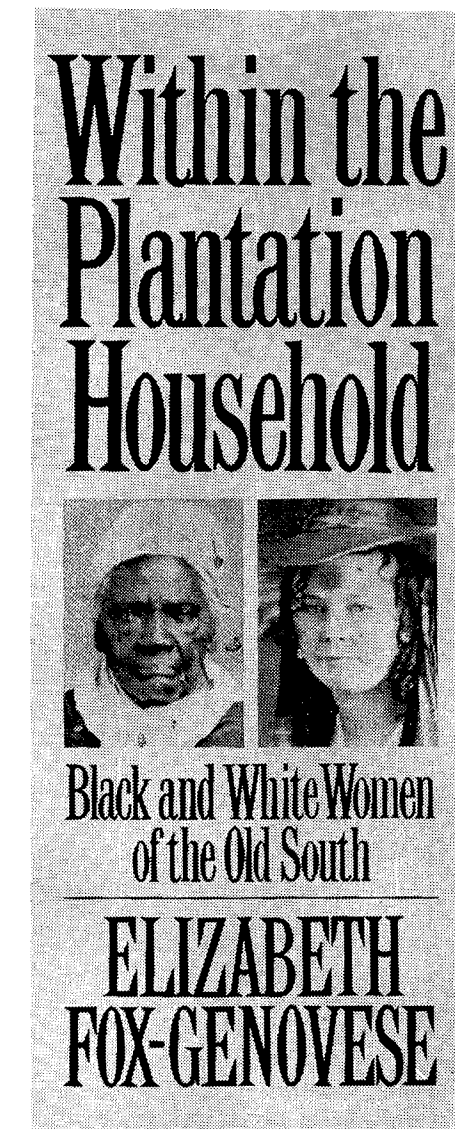 Within the
Plantation
Household
Black and White Women
of the Old South
ELIZABETH
FOX-GENOVESE